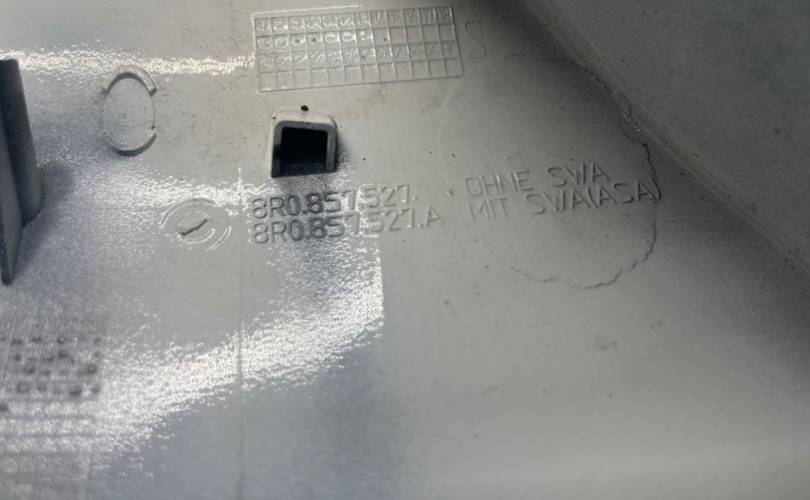 S
8R0.857.527.
OHNE SWA
8R0.857.527.A
MIT SWA(ASA)